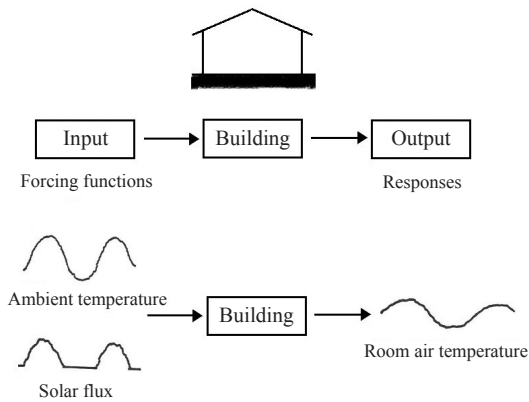 Input
Building
Output
Forcing functions
Responses
Ambient temperature
Building
Room air temperature
Solar flux